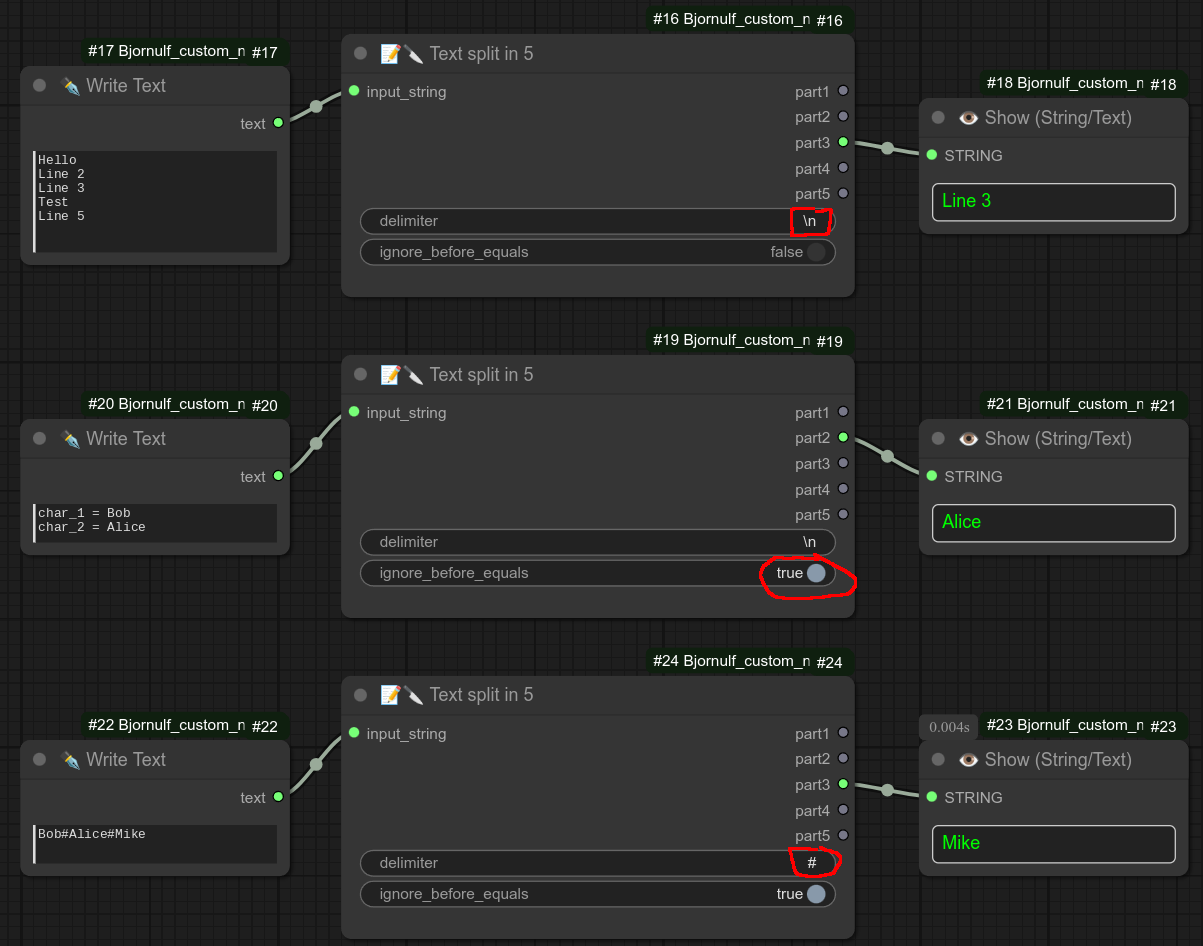 #16 Bjornulf_custom_n #16
#17 Bjornulf_custom_n #17
Text split in 5
Write Text
#18 Bjornulf_custom_n #18
input_string
part1
Show (String/Text)
text
part2
part3
STRING
Hello
Line 2
Line 3
Test
Line 5
part4
part5
Line 3
delimiter \n
ignore_before_equals false
#19 Bjornulf_custom_n #19
Text split in 5
#20 Bjornulf_custom_n #20
#21 Bjornulf_custom_n #21
Write Text
input_string
part1
Show (String/Text)
part2
text
part3
STRING
part4
char_1 = Bob
char_2 = Alice
part5
Alice
delimiter \n
ignore_before_equals true
#24 Bjornulf_custom_n #24
Text split in 5
#22 Bjornulf_custom_n #22
0.004s
#23 Bjornulf_custom_n #23
Write Text
input_string
part1
Show (String/Text)
part2
text
part3
STRING
part4
Bob#Alice#Mike
part5
Mike
delimiter #
ignore_before_equals true